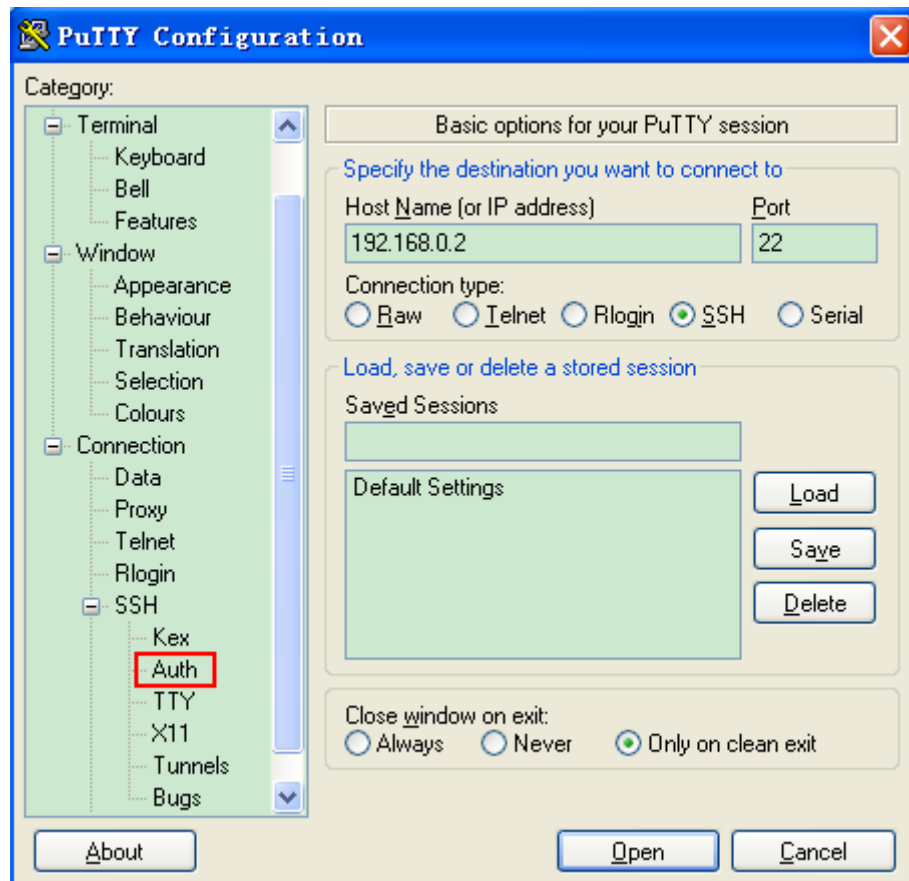 PuTTY Configuration
Category:
Terminal
Keyboard
Bell
Features
Window
Appearance
Behaviour
Translation
Selection
Colours
Connection
Data
Proxy
Telnet
Rlogin
SSH
Kex
Auth
TTY
X11
Tunnels
Bugs
Basic options for your PuTTY session
Specify the destination you want to connect to
Host Name (or IP address) Port
192.168.0.2 22
Connection type:
Raw Telnet Rlogin SSH Serial
Load, save or delete a stored session
Saved Sessions
Default Settings
Load
Save
Delete
Close window on exit:
Always Never Only on clean exit
About Open Cancel